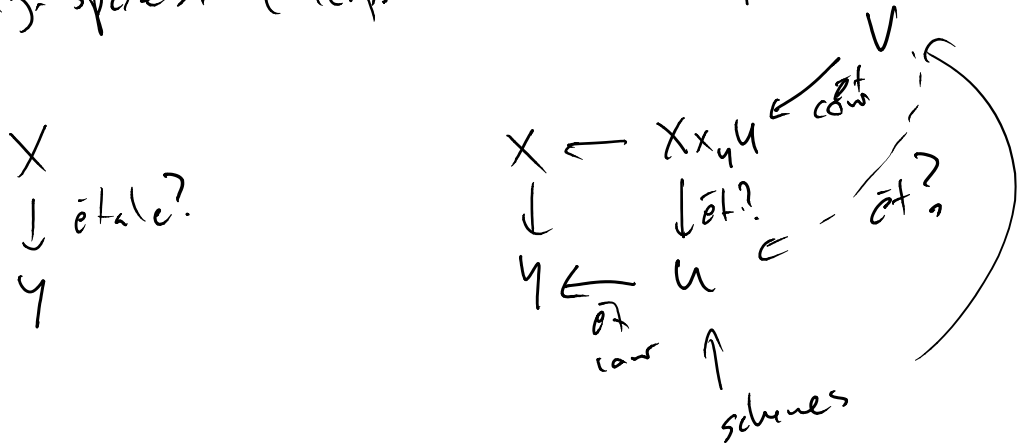 V
ét
cov
X
étale?
X ← X×_y U
↓ ↓ ét? ét?
y
y ← U
ét
cov
↑
schemes